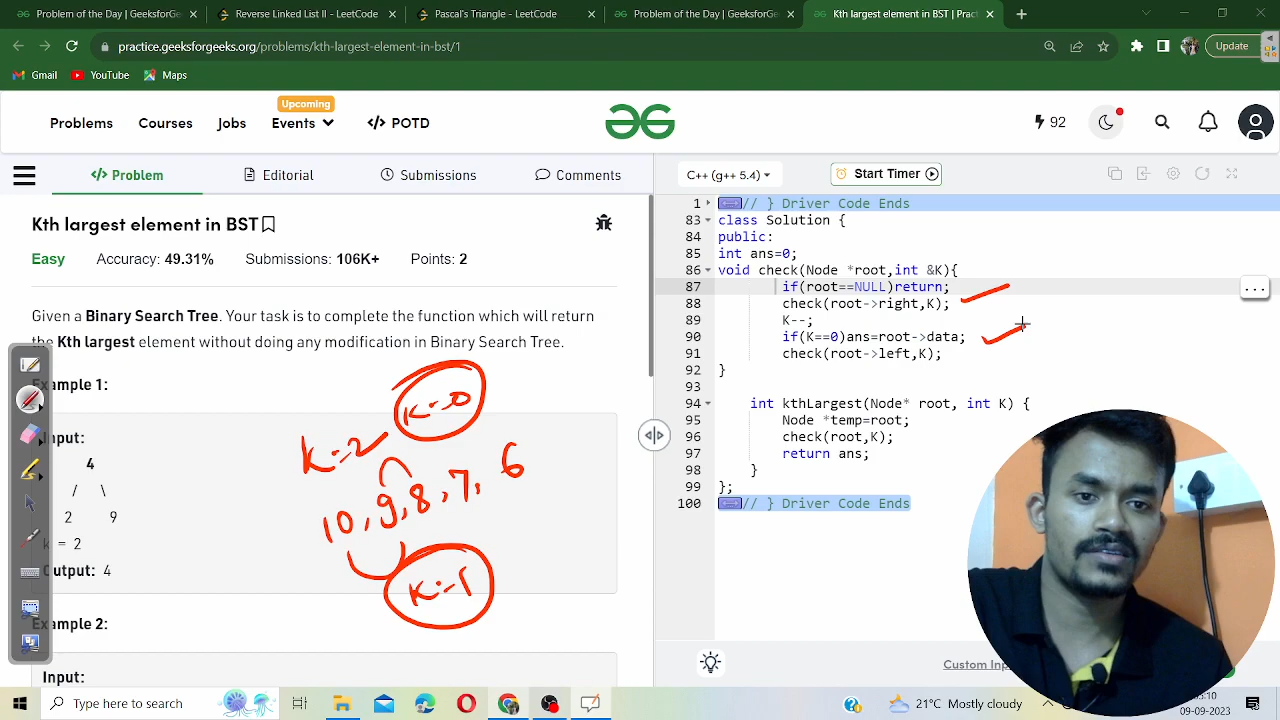 Problem of the Day | GeeksforGe
Reverse Linked List II - LeetCode
Pascal's Triangle - LeetCode
Problem of the Day | GeeksforGe
Kth largest element in BST | Pract
practice.geeksforgeeks.org/problems/kth-largest-element-in-bst/1
Update
Gmail
YouTube
Maps
Problems
Courses
Jobs
Upcoming
Events
</> POTD
92
</> Problem
Editorial
Submissions
Comments
C++ (g++ 5.4)
Start Timer
Kth largest element in BST
Easy Accuracy: 49.31% Submissions: 106K+ Points: 2
Given a Binary Search Tree. Your task is to complete the function which will return
the Kth largest element without doing any modification in Binary Search Tree.
Example 1:
Input:
4
/ \
2 9
k = 2
Output: 4
Example 2:
Input:
K=2
K=0
10, 9, 8, 7, 6
K=1
1 // } Driver Code Ends
83 class Solution {
84 public:
85 int ans=0;
86 void check(Node *root,int &K){
87 if(root==NULL)return;
88 check(root->right,K);
89 K--;
90 if(K==0)ans=root->data;
91 check(root->left,K);
92 }
93
94 int kthLargest(Node* root, int K) {
95 Node *temp=root;
96 check(root,K);
97 return ans;
98 }
99 };
100 // } Driver Code Ends
Custom Inp
Type here to search
21°C Mostly cloudy
03:10
09-09-2023